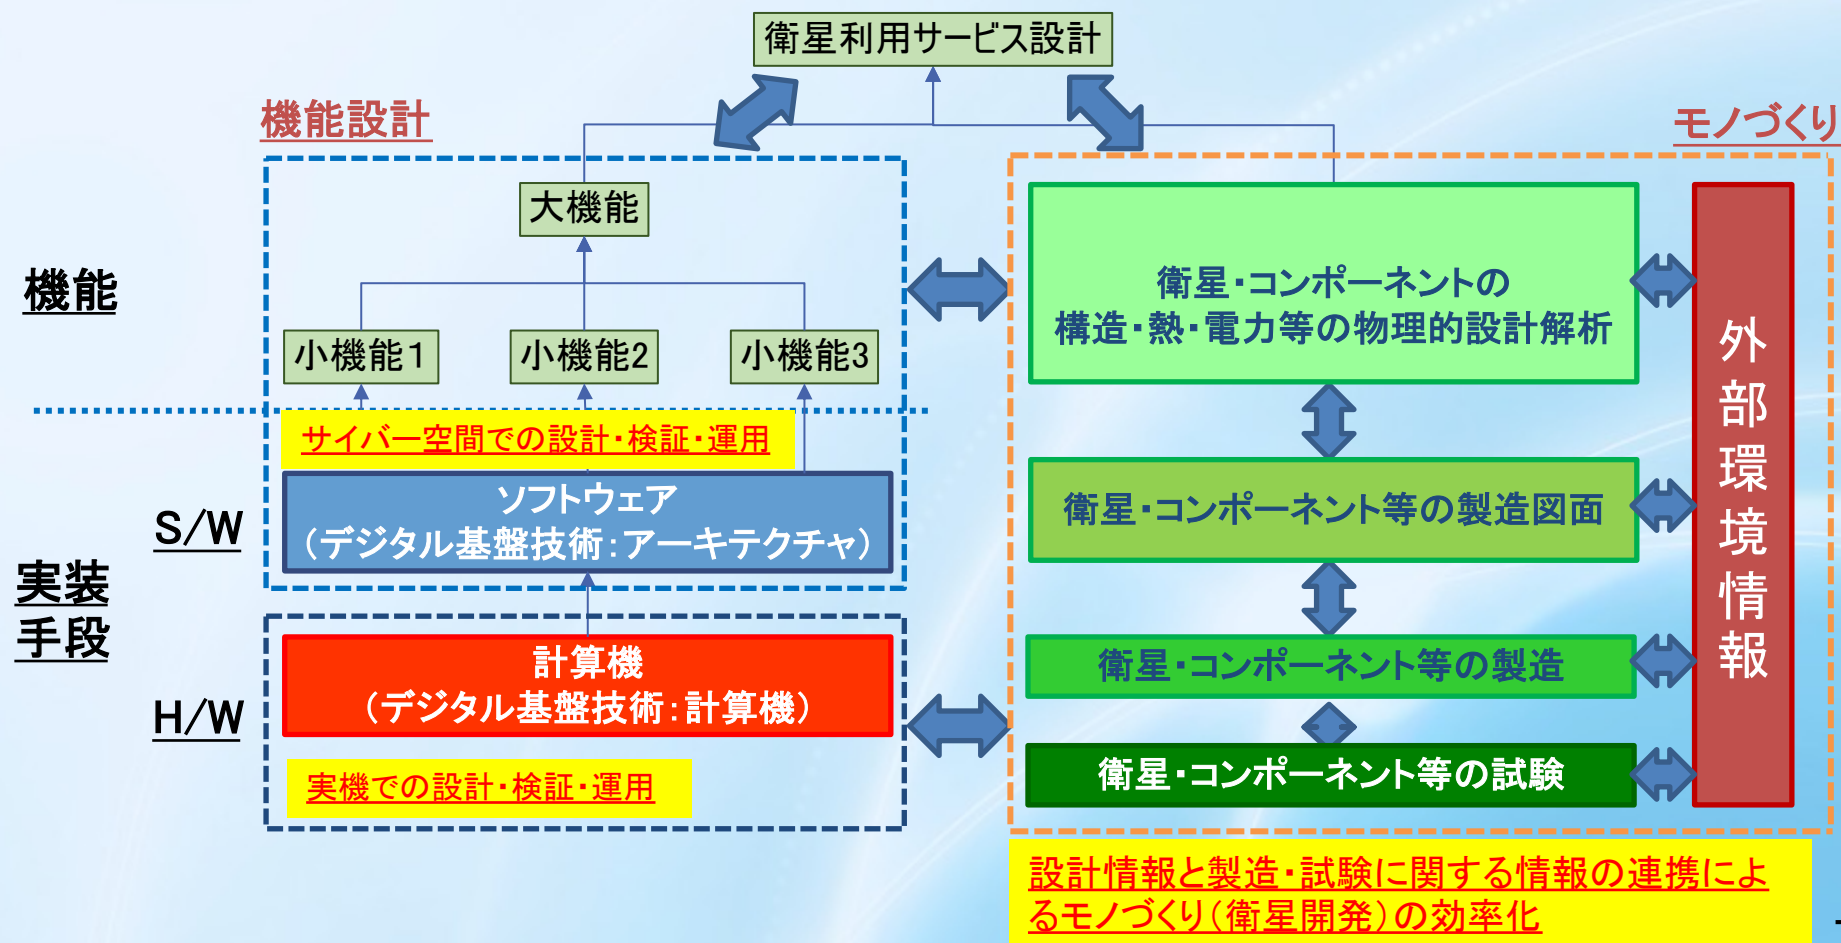 衛星利用サービス設計
機能設計
モノづくり
大機能
機能
小機能1
小機能2
小機能3
サイバー空間での設計・検証・運用
S/W
ソフトウェア
（デジタル基盤技術：アーキテクチャ）
実装
手段
H/W
計算機
（デジタル基盤技術：計算機）
実機での設計・検証・運用
衛星・コンポーネントの
構造・熱・電力等の物理的設計解析
衛星・コンポーネント等の製造図面
衛星・コンポーネント等の製造
衛星・コンポーネント等の試験
外部環境情報
設計情報と製造・試験に関する情報の連携によ
るモノづくり（衛星開発）の効率化